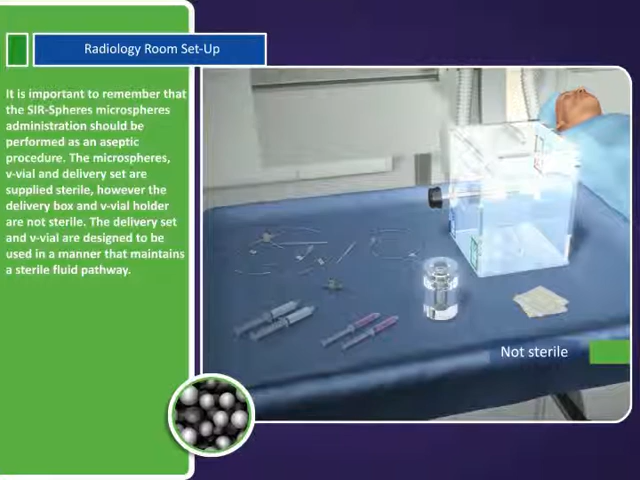 Radiology Room Set-Up
It is important to remember that
the SIR-Spheres microspheres
administration should be
performed as an aseptic
procedure. The microspheres,
v-vial and delivery set are
supplied sterile, however the
delivery box and v-vial holder
are not sterile. The delivery set
and v-vial are designed to be
used in a manner that maintains
a sterile fluid pathway.
Not sterile